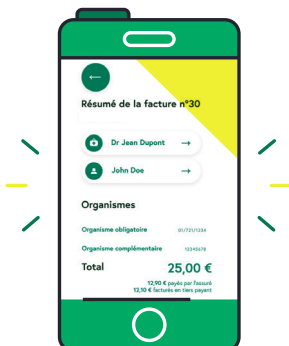 Résumé de la facture n°30
Dr Jean Dupont →
John Doe →
Organismes
Organisme obligatoire 01/721/1234
Organisme complémentaire 12345678
Total 25,00 €
12,90 € payés par l'assuré
12,10 € facturés en tiers payant